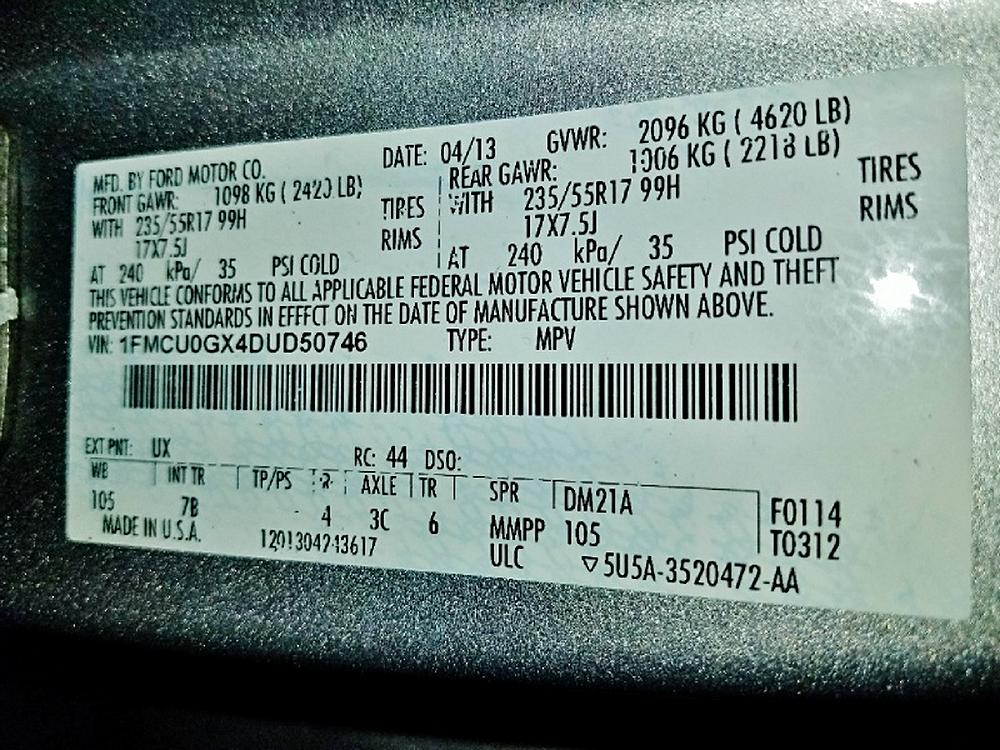 MFD. BY FORD MOTOR CO.
DATE: 04/13 GVWR: 2096 KG ( 4620 LB)
FRONT GAWR: 1098 KG ( 2420 LB) REAR GAWR: 1006 KG ( 2218 LB)
WITH 235/55R17 99H TIRES WITH 235/55R17 99H TIRES
17X7.5J RIMS 17X7.5J RIMS
AT 240 kPa/ 35 PSI COLD AT 240 kPa/ 35 PSI COLD
THIS VEHICLE CONFORMS TO ALL APPLICABLE FEDERAL MOTOR VEHICLE SAFETY AND THEFT
PREVENTION STANDARDS IN EFFECT ON THE DATE OF MANUFACTURE SHOWN ABOVE.
VIN: 1FMCU0GX4DUD50746 TYPE: MPV
EXT PNT: UX RC: 44 DSO:
WB INT TR TP/PS R AXLE TR SPR DM21A F0114
105 7B 4 3C 6 MMPP 105 T0312
MADE IN U.S.A. 1201304243617 ULC ▽5U5A-3520472-AA